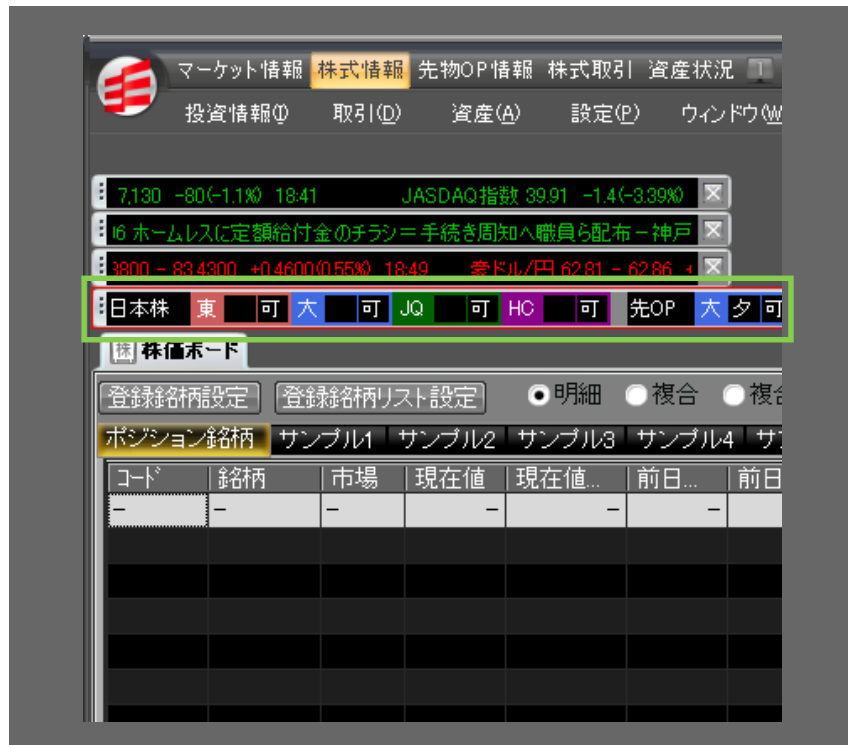 マーケット情報 株式情報 先物OP情報 株式取引 資産状況 1
投資情報(I) 取引(D) 資産(A) 設定(P) ウィンドウ(W
7,130 -80(-1.1%) 18:41 JASDAQ指数 39.91 -1.4(-3.39%)
ホームレスに定額給付金のチラシ=手続き周知へ職員ら配布-神戸
3800 - 83.4300 +0.4600(0.55%) 18:49 豪ドル/円 62.81 - 62.86
日本株 東 可 大 可 JQ 可 HC 可 先OP 大 夕 可
株 株価ボード
登録銘柄設定 登録銘柄リスト設定 明細 複合 複合
ポジション銘柄 サンプル1 サンプル2 サンプル3 サンプル4 サ
コード 銘柄 市場 現在値 現在値... 前日... 前日
- - - - - -